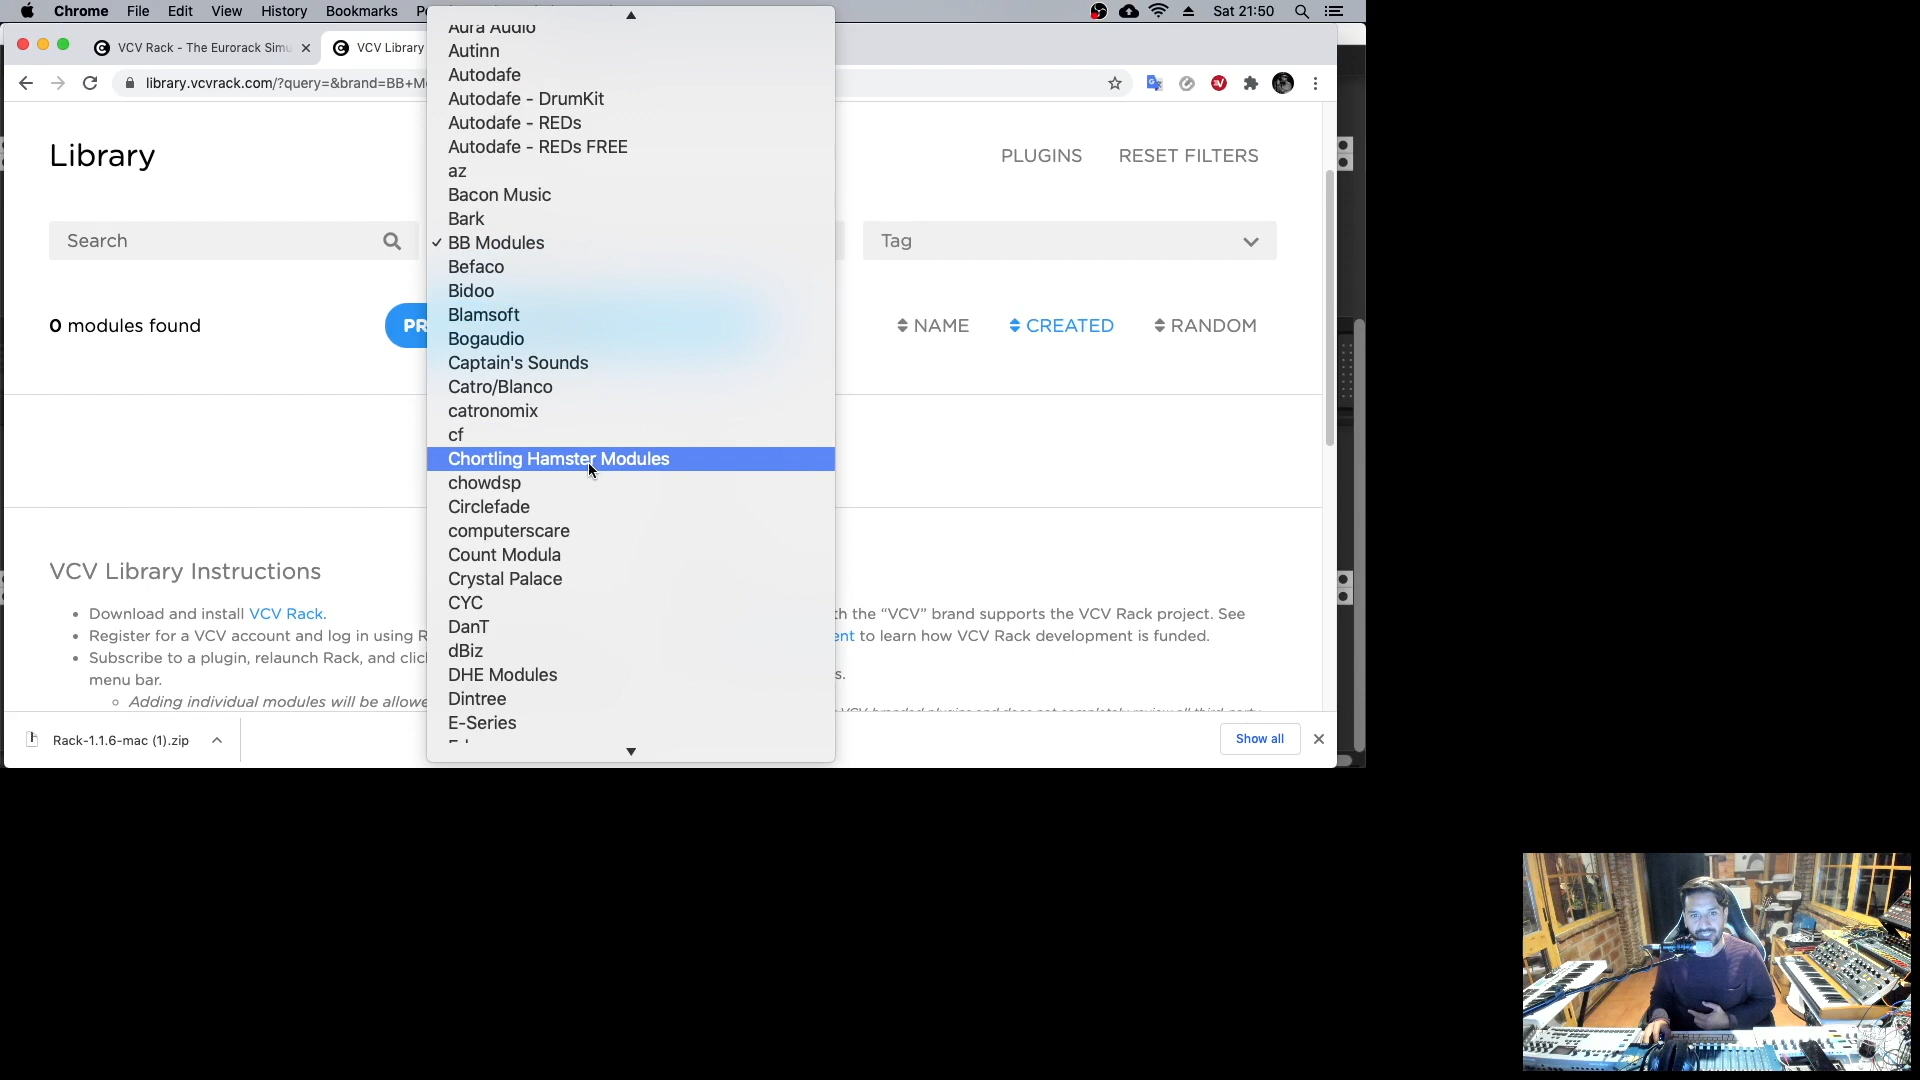 Chrome File Edit View History Bookmarks Sat 21:50
VCV Rack - The Eurorack Simu VCV Library
library.vcvrack.com/?query=&brand=BB+M
Library PLUGINS RESET FILTERS
Search Tag
0 modules found PR NAME CREATED RANDOM
Aura Audio
Autinn
Autodafe
Autodafe - DrumKit
Autodafe - REDs
Autodafe - REDs FREE
az
Bacon Music
Bark
✓ BB Modules
Befaco
Bidoo
Blamsoft
Bogaudio
Captain's Sounds
Catro/Blanco
catronomix
cf
Chortling Hamster Modules
chowdsp
Circlefade
computerscare
Count Modula
Crystal Palace
CYC
DanT
dBiz
DHE Modules
Dintree
E-Series
VCV Library Instructions
• Download and install VCV Rack.
• Register for a VCV account and log in using R
• Subscribe to a plugin, relaunch Rack, and clic
menu bar.
Adding individual modules will be allowe
th the “VCV” brand supports the VCV Rack project. See
ent to learn how VCV Rack development is funded.
s.
Rack-1.1.6-mac (1).zip Show all